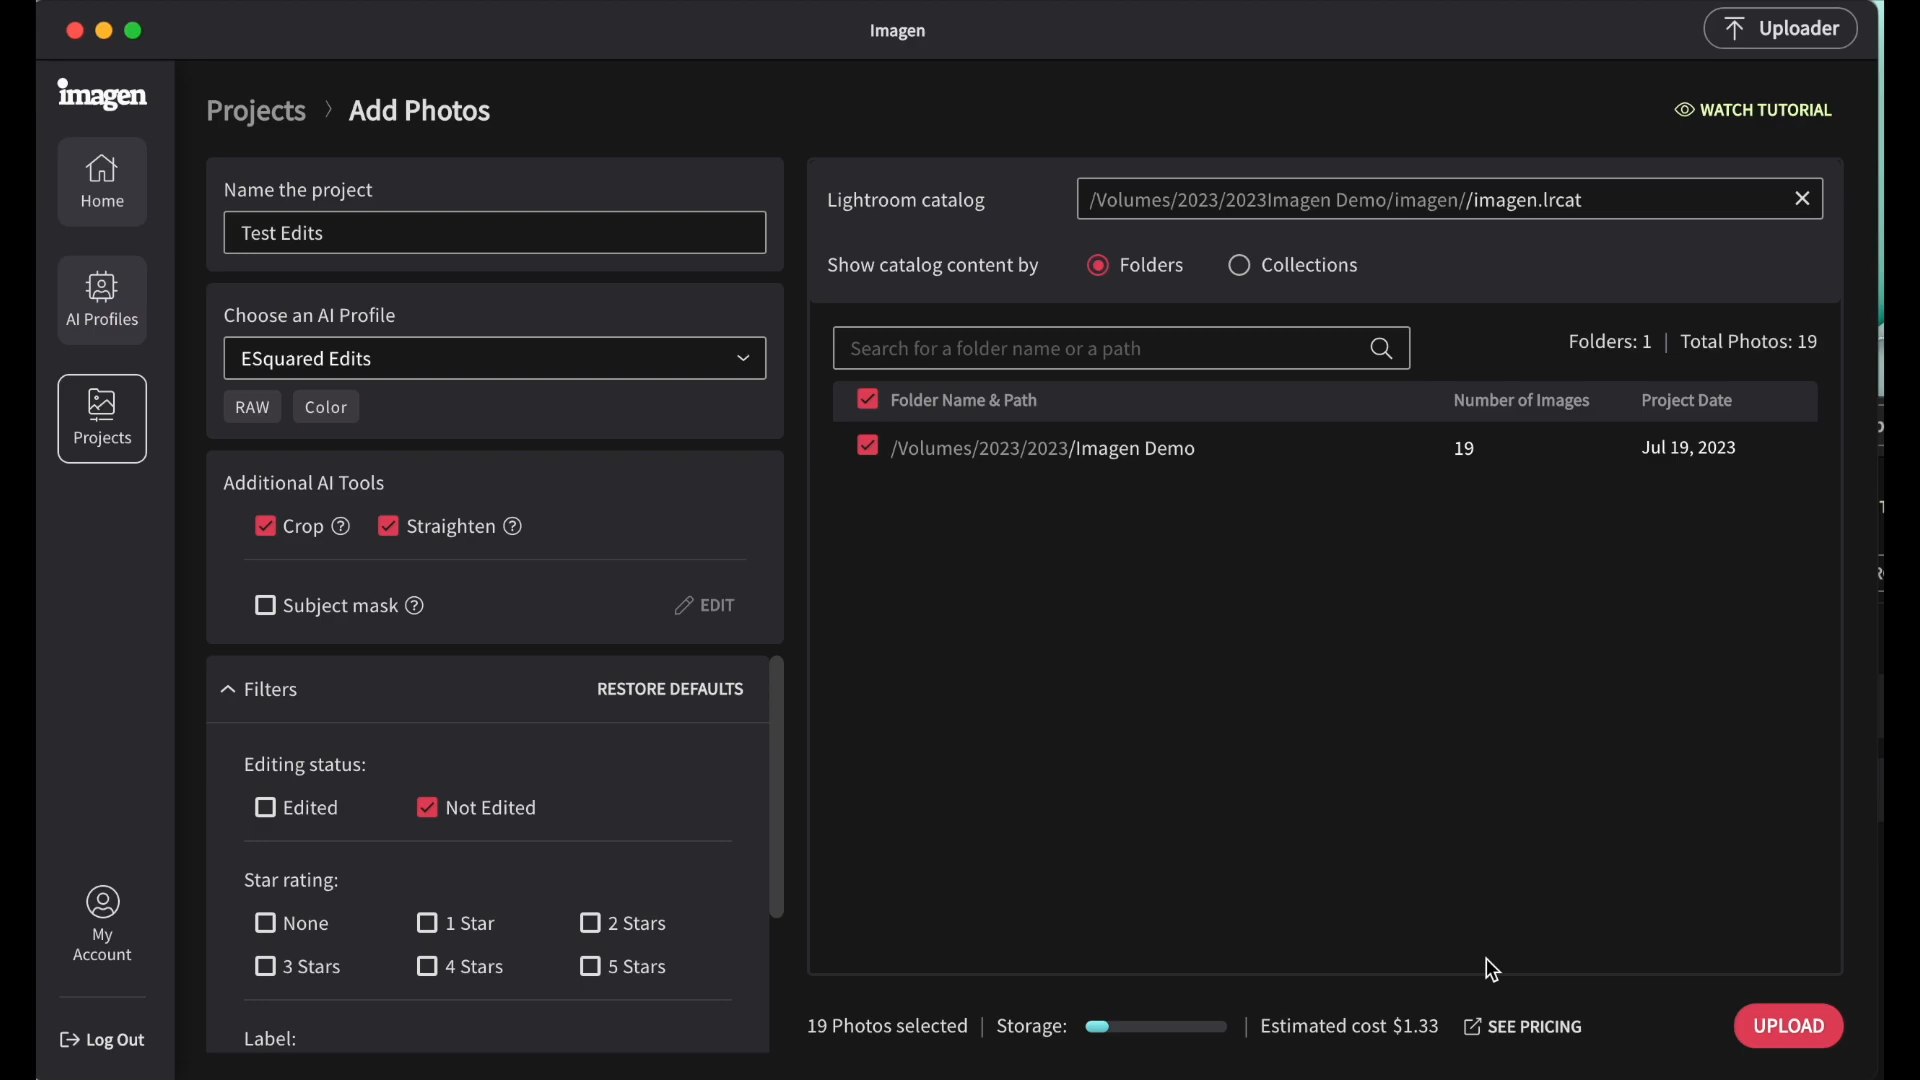 Imagen
Uploader
imagen
Home
AI Profiles
Projects
My
Account
Log Out
Projects > Add Photos
WATCH TUTORIAL
Name the project
Test Edits
Choose an AI Profile
ESquared Edits
RAW Color
Additional AI Tools
Crop ? Straighten ?
Subject mask ? EDIT
Filters RESTORE DEFAULTS
Editing status:
Edited Not Edited
Star rating:
None 1 Star 2 Stars
3 Stars 4 Stars 5 Stars
Label:
Lightroom catalog /Volumes/2023/2023Imagen Demo/imagen//imagen.lrcat
Show catalog content by Folders Collections
Search for a folder name or a path
Folders: 1 | Total Photos: 19
Folder Name & Path Number of Images Project Date
/Volumes/2023/2023/Imagen Demo 19 Jul 19, 2023
19 Photos selected | Storage: | Estimated cost $1.33 SEE PRICING
UPLOAD